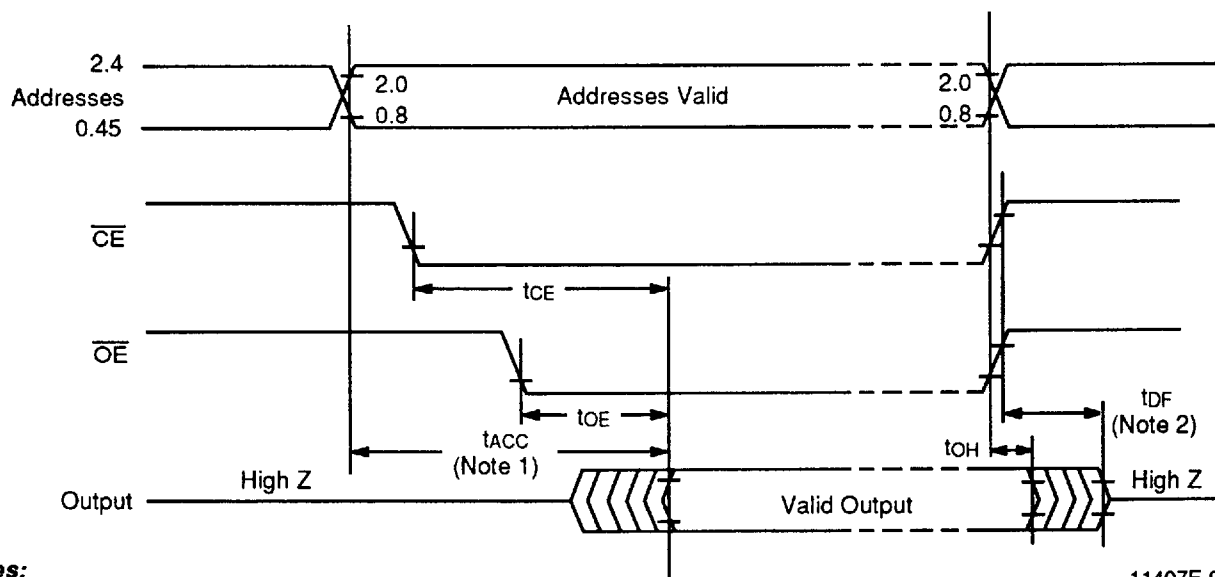 2.4
Addresses
0.45
2.0
0.8
Addresses Valid
2.0
0.8
CE
tCE
OE
tOE
tACC
(Note 1)
tDF
(Note 2)
tOH
Output
High Z
Valid Output
High Z